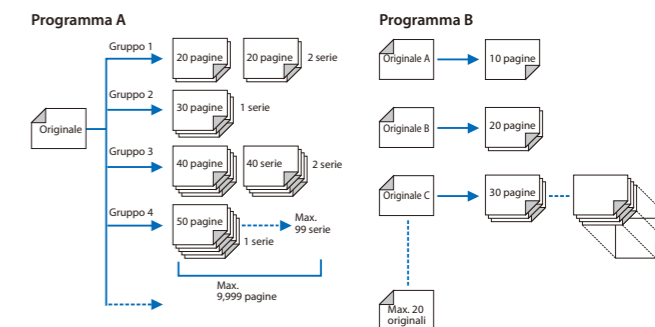 Programma A
Originale
Gruppo 1
20 pagine
20 pagine
2 serie
Gruppo 2
30 pagine
1 serie
Gruppo 3
40 pagine
40 serie
2 serie
Gruppo 4
50 pagine
1 serie
Max.
99 serie
Max.
9,999 pagine
Programma B
Originale A
10 pagine
Originale B
20 pagine
Originale C
30 pagine
Max. 20
originali